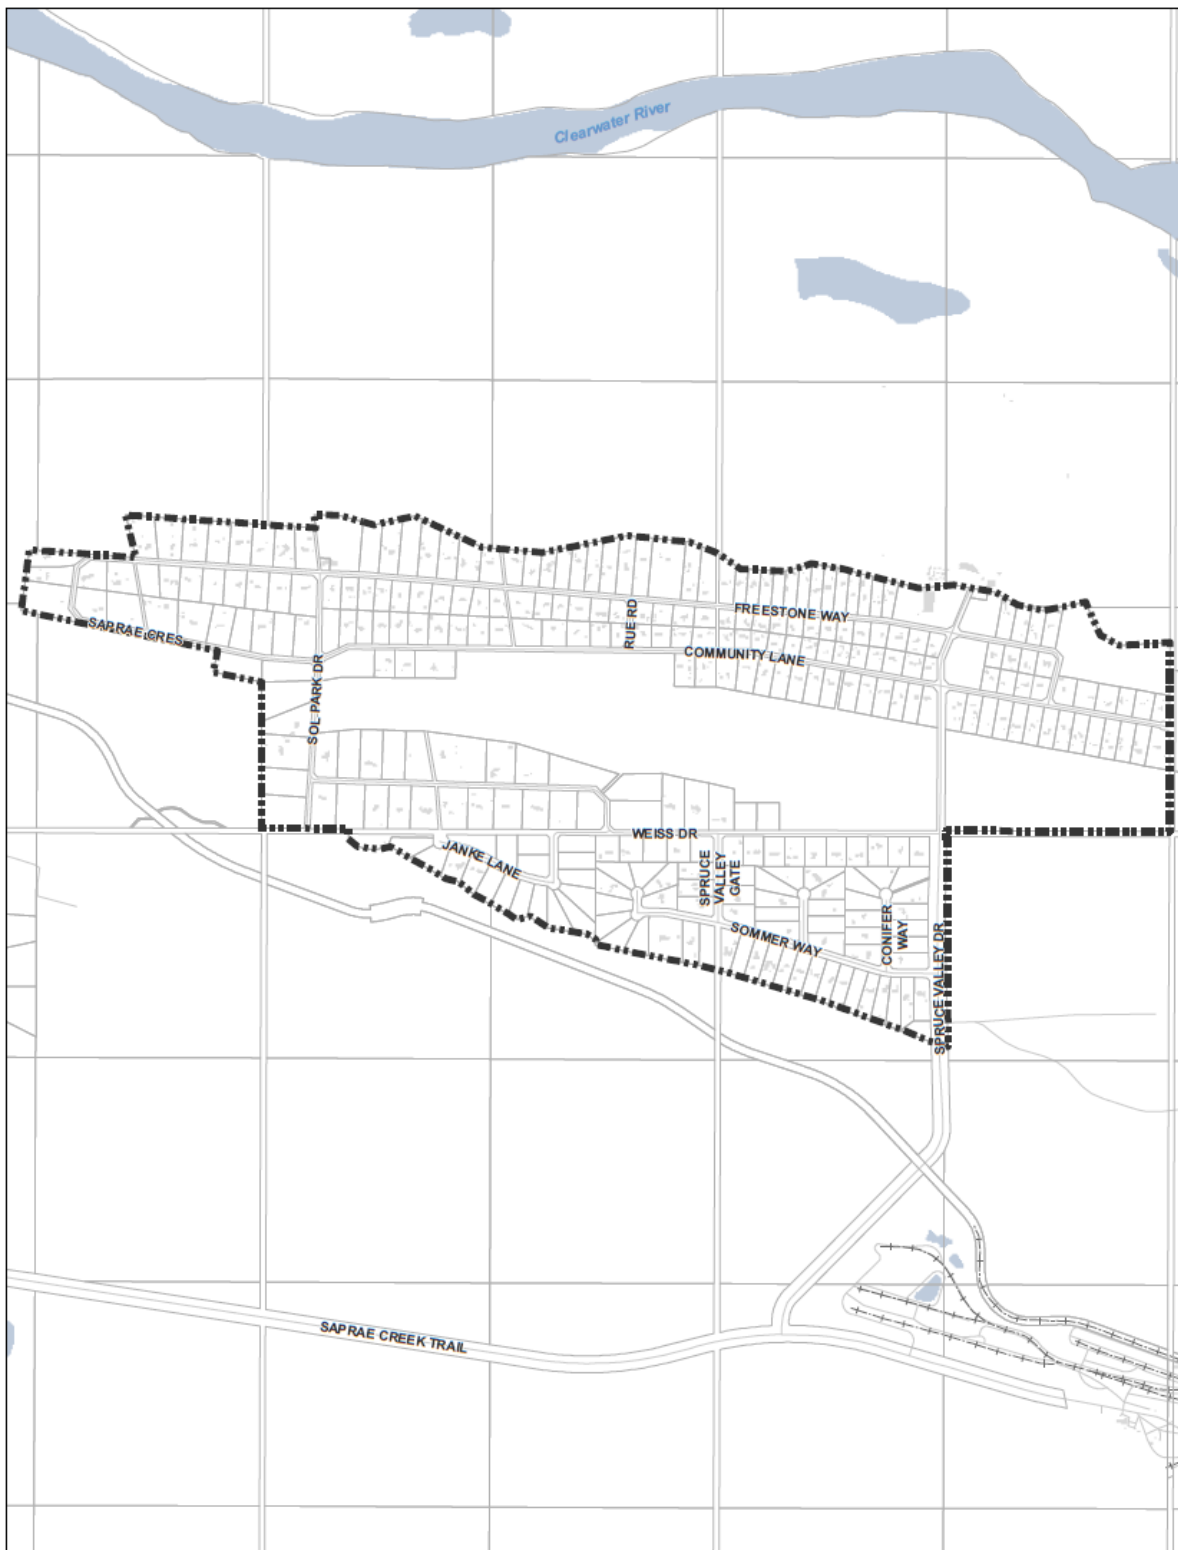 Clearwater River
FREESTONE WAY
RUE RD
SAPRAE CRES
COMMUNITY LANE
SOL PARK DR
WEISS DR
JANKE LANE
SPRUCE
VALLEY
GATE
SOMMER WAY
CONIFER
WAY
SPRUCE VALLEY DR
SAPRAE CREEK TRAIL